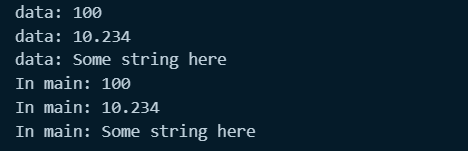 data: 100
data: 10.234
data: Some string here
In main: 100
In main: 10.234
In main: Some string here